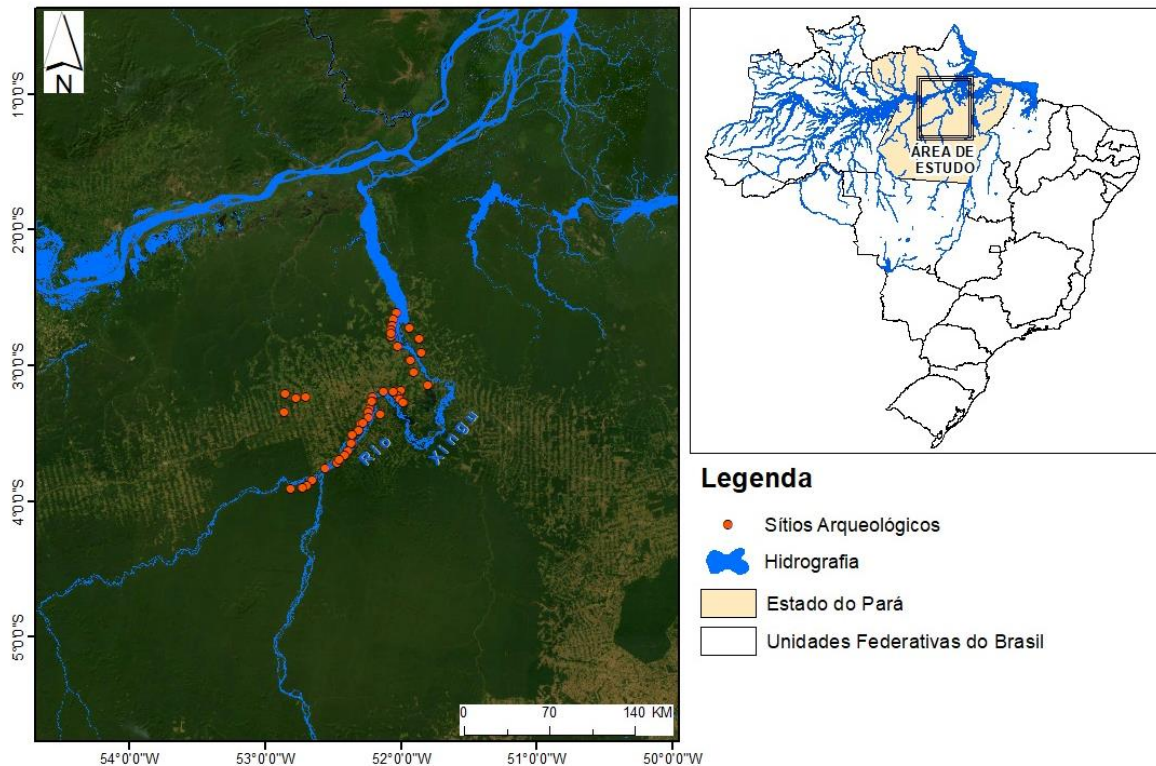 N
1°0'0"S
2°0'0"S
3°0'0"S
4°0'0"S
5°0'0"S
Rio Xingu
0 70 140 KM
54°0'0"W 53°0'0"W 52°0'0"W 51°0'0"W 50°0'0"W
ÁREA DE
ESTUDO
Legenda
Sítios Arqueológicos
Hidrografia
Estado do Pará
Unidades Federativas do Brasil